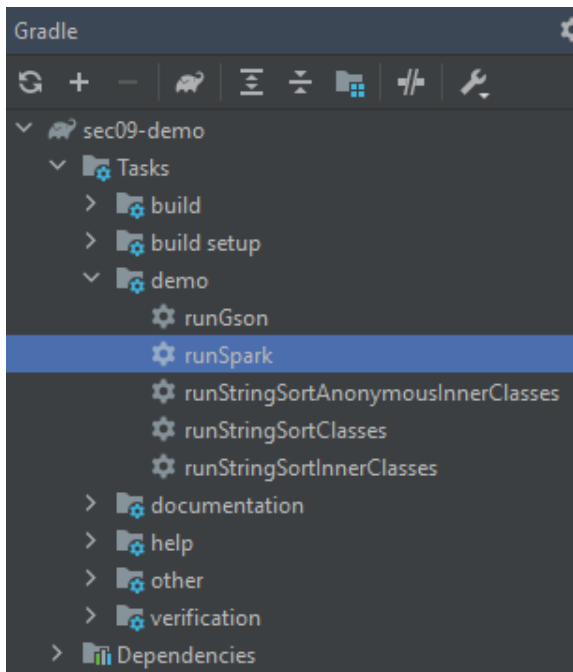 Gradle
sec09-demo
Tasks
build
build setup
demo
runGson
runSpark
runStringSortAnonymousInnerClasses
runStringSortClasses
runStringSortInnerClasses
documentation
help
other
verification
Dependencies